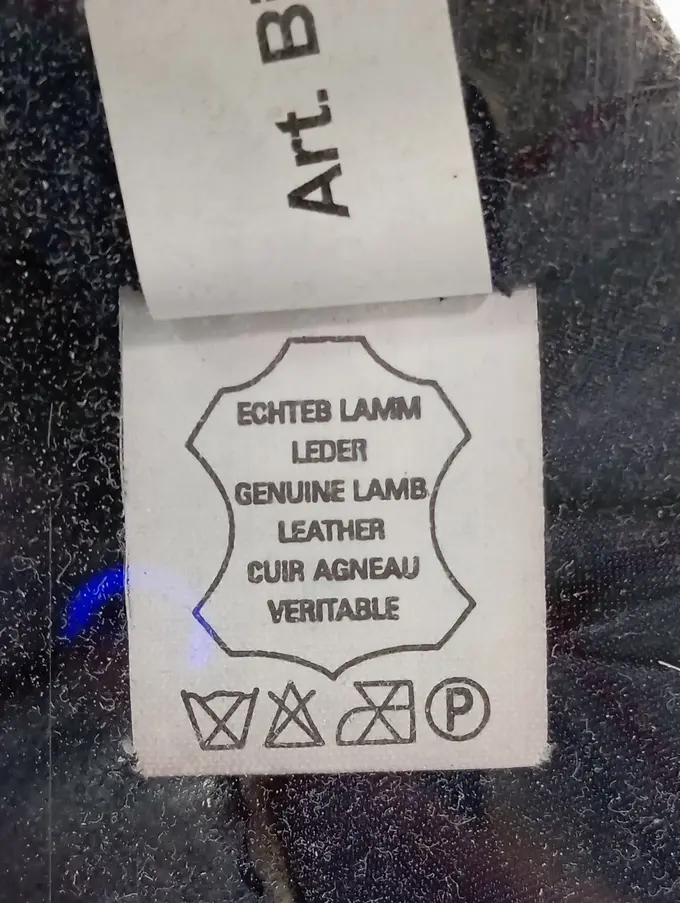 Art. B
ECHTEB LAMM
LEDER
GENUINE LAMB
LEATHER
CUIR AGNEAU
VERITABLE
P